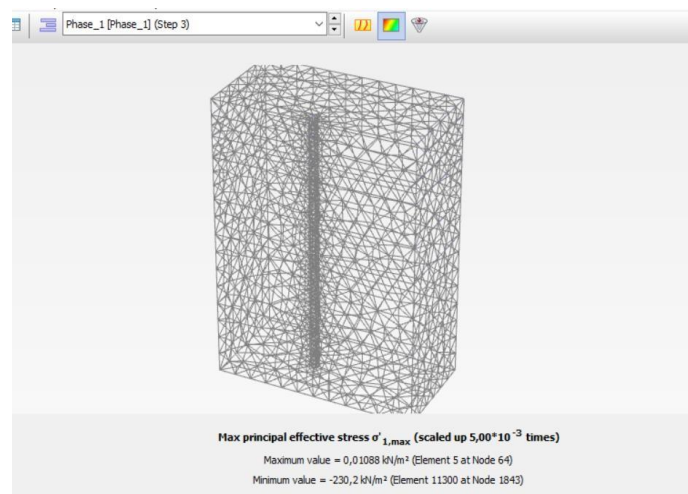 Phase_1 [Phase_1] (Step 3)
Max principal effective stress σ'1,max (scaled up 5,00*10-3 times)
Maximum value = 0,01088 kN/m² (Element 5 at Node 64)
Minimum value = -230,2 kN/m² (Element 11300 at Node 1843)